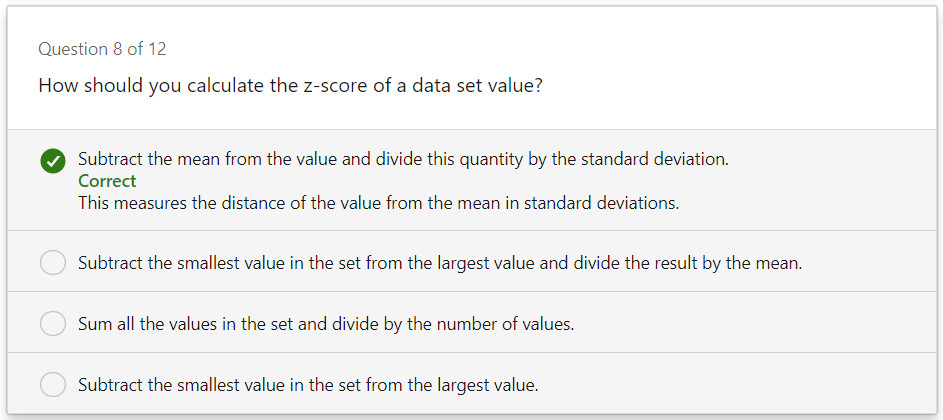 Question 8 of 12
How should you calculate the z-score of a data set value?
Subtract the mean from the value and divide this quantity by the standard deviation.
Correct
This measures the distance of the value from the mean in standard deviations.
Subtract the smallest value in the set from the largest value and divide the result by the mean.
Sum all the values in the set and divide by the number of values.
Subtract the smallest value in the set from the largest value.